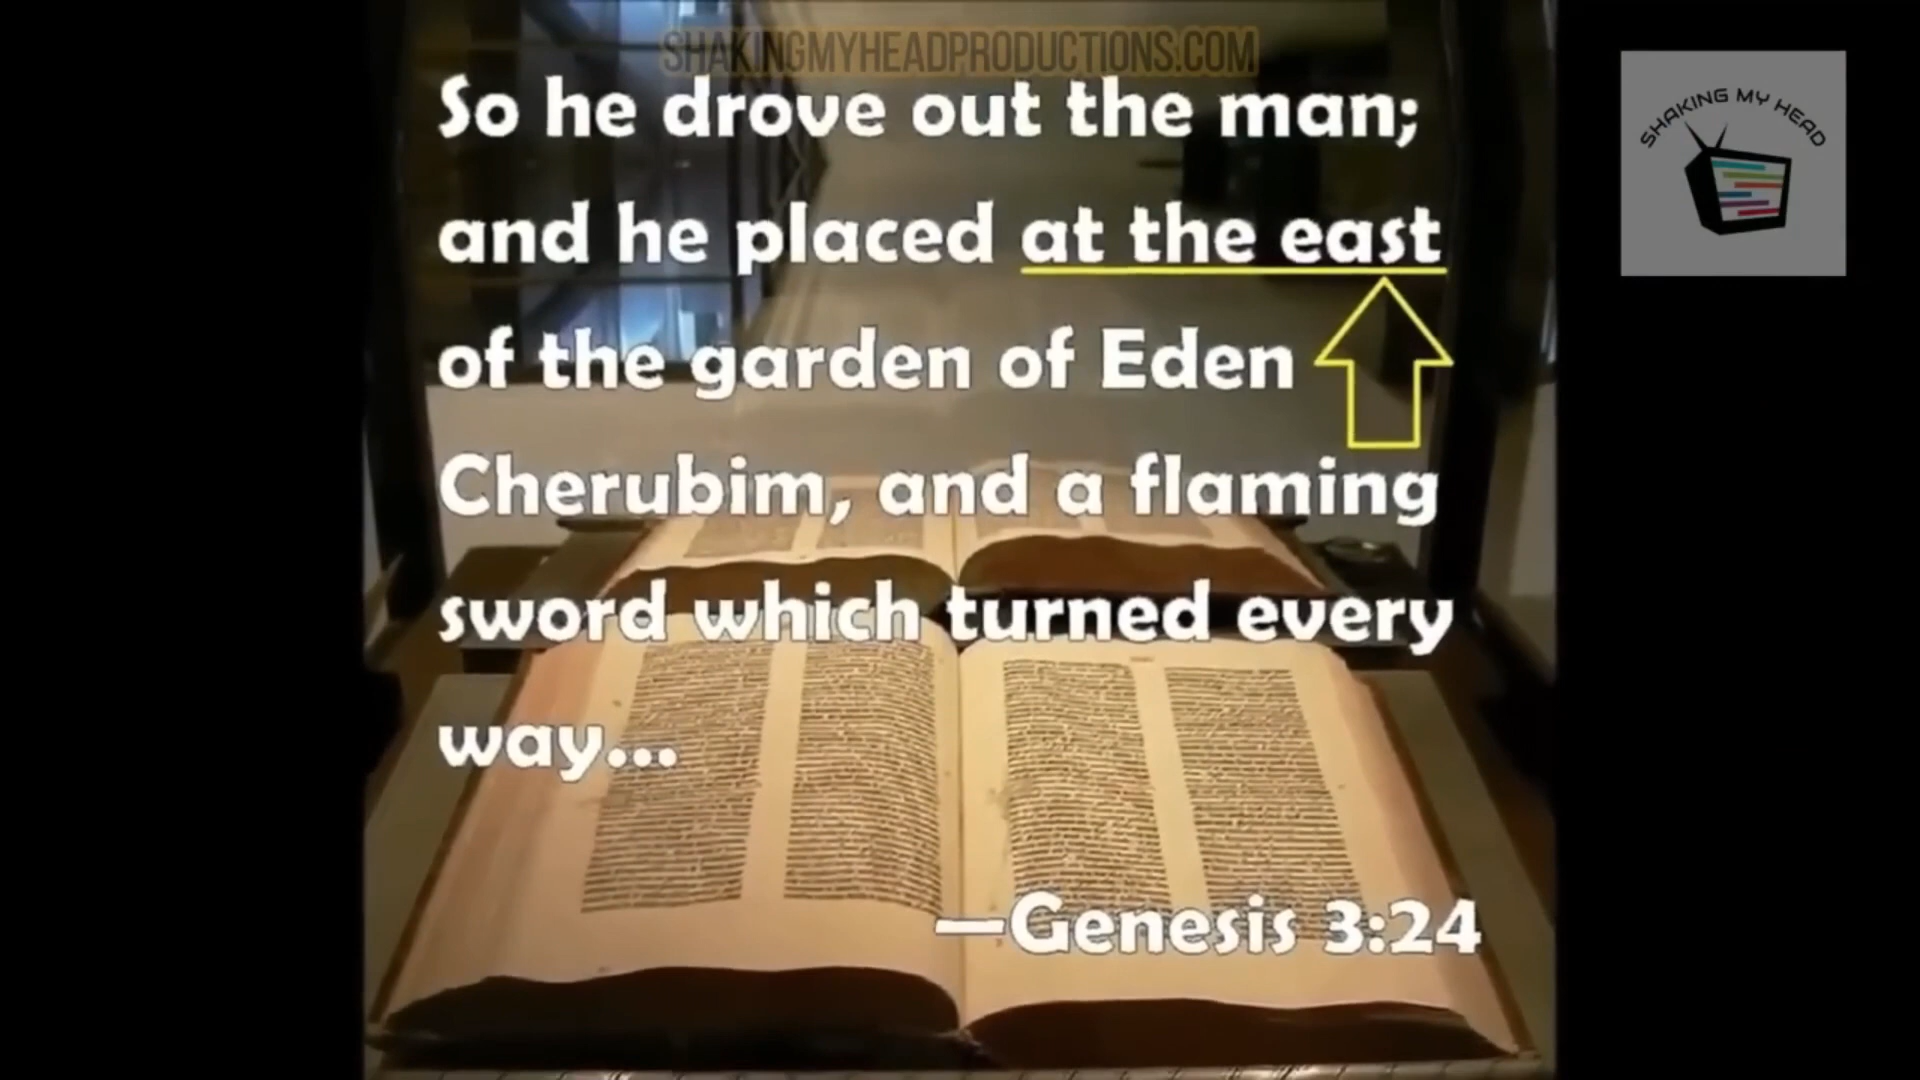 SHAKINGMYHEADPRODUCTIONS.COM
So he drove out the man;
and he placed at the east
of the garden of Eden
Cherubim, and a flaming
sword which turned every
way...
—Genesis 3:24
SHAKING MY HEAD